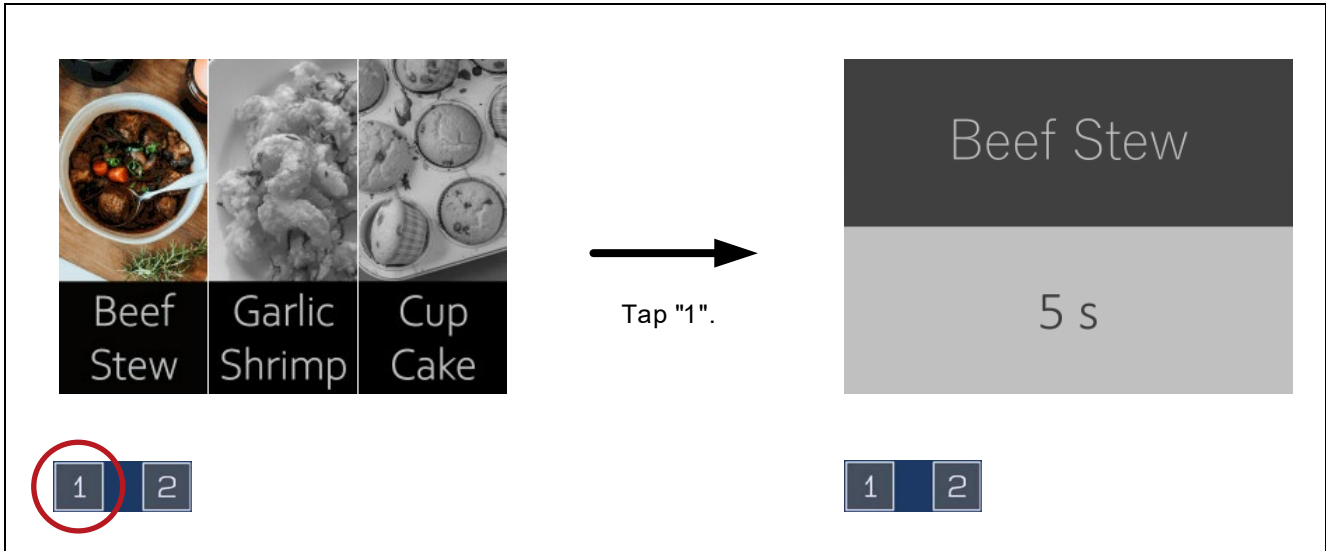 Beef Stew
Garlic Shrimp
Cup Cake
Tap "1".
Beef Stew
5 s
1 2
1 2